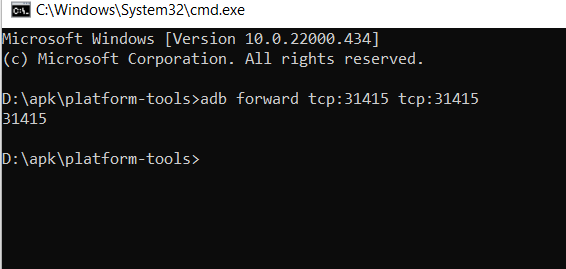 C:\Windows\System32\cmd.exe
Microsoft Windows [Version 10.0.22000.434]
(c) Microsoft Corporation. All rights reserved.
D:\apk\platform-tools>adb forward tcp:31415 tcp:31415
31415
D:\apk\platform-tools>